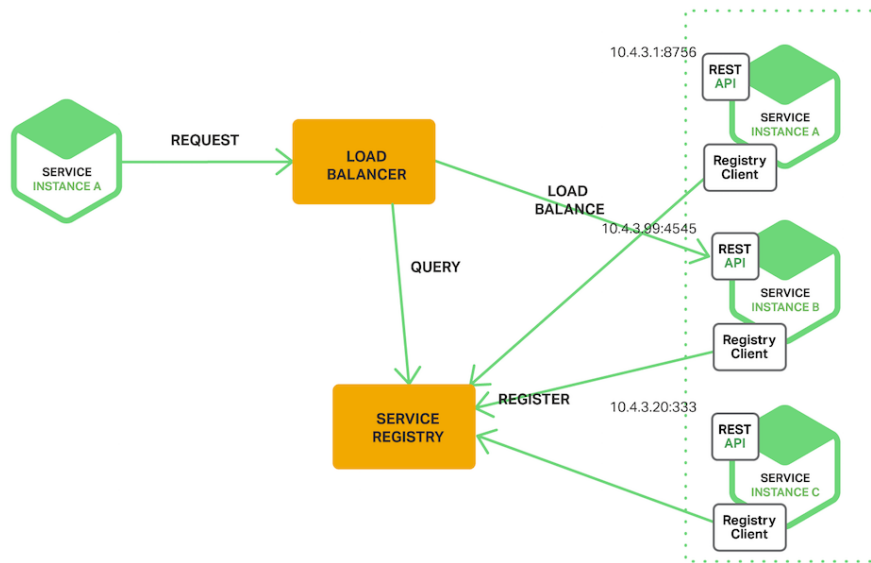 SERVICE
INSTANCE A
REQUEST
LOAD
BALANCER
QUERY
SERVICE
REGISTRY
LOAD
BALANCE
REGISTER
10.4.3.1:8756
REST
API
SERVICE
INSTANCE A
Registry
Client
10.4.3.99:4545
REST
API
SERVICE
INSTANCE B
Registry
Client
10.4.3.20:333
REST
API
SERVICE
INSTANCE C
Registry
Client